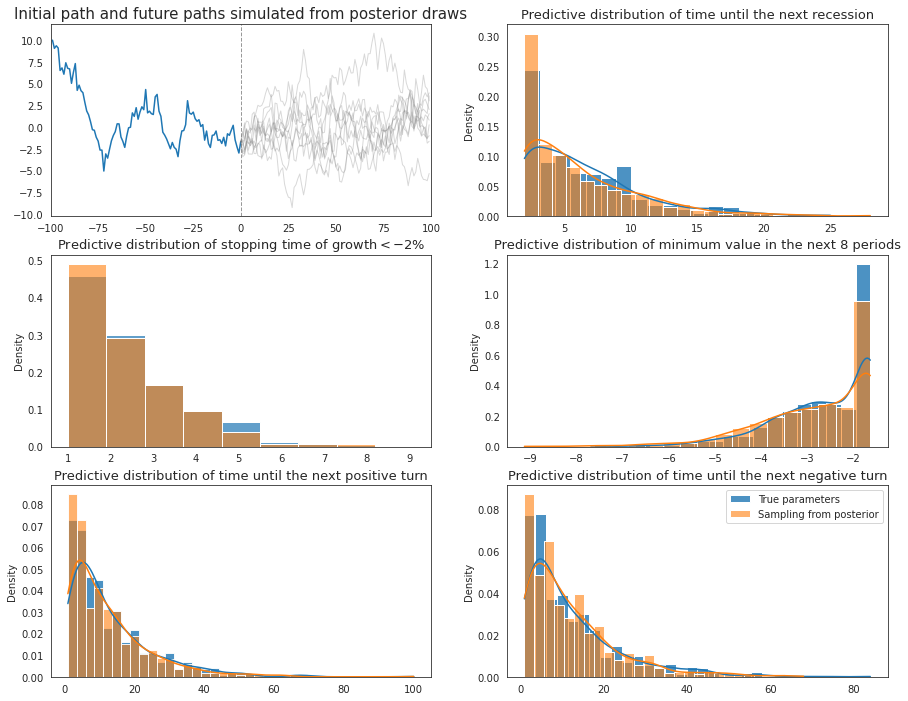 Initial path and future paths simulated from posterior draws
10.0
7.5
5.0
2.5
0.0
−2.5
−5.0
−7.5
−10.0
−100 −75 −50 −25 0 25 50 75 100
Predictive distribution of time until the next recession
Density
0.30
0.25
0.20
0.15
0.10
0.05
0.00
5 10 15 20 25
Predictive distribution of stopping time of growth < −2%
Density
0.5
0.4
0.3
0.2
0.1
0.0
1 2 3 4 5 6 7 8 9
Predictive distribution of minimum value in the next 8 periods
Density
1.2
1.0
0.8
0.6
0.4
0.2
0.0
−9 −8 −7 −6 −5 −4 −3 −2
Predictive distribution of time until the next positive turn
Density
0.08
0.07
0.06
0.05
0.04
0.03
0.02
0.01
0.00
0 20 40 60 80 100
Predictive distribution of time until the next negative turn
Density
0.08
0.06
0.04
0.02
0.00
0 20 40 60 80
True parameters
Sampling from posterior